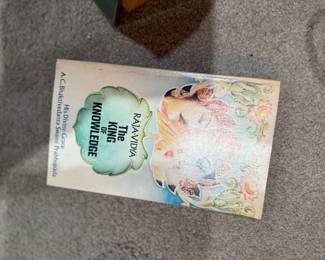 RAJA-VIDYA
The
KING
OF
KNOWLEDGE
His Divine Grace
A.C. Bhaktivedanta Swami Prabhupāda